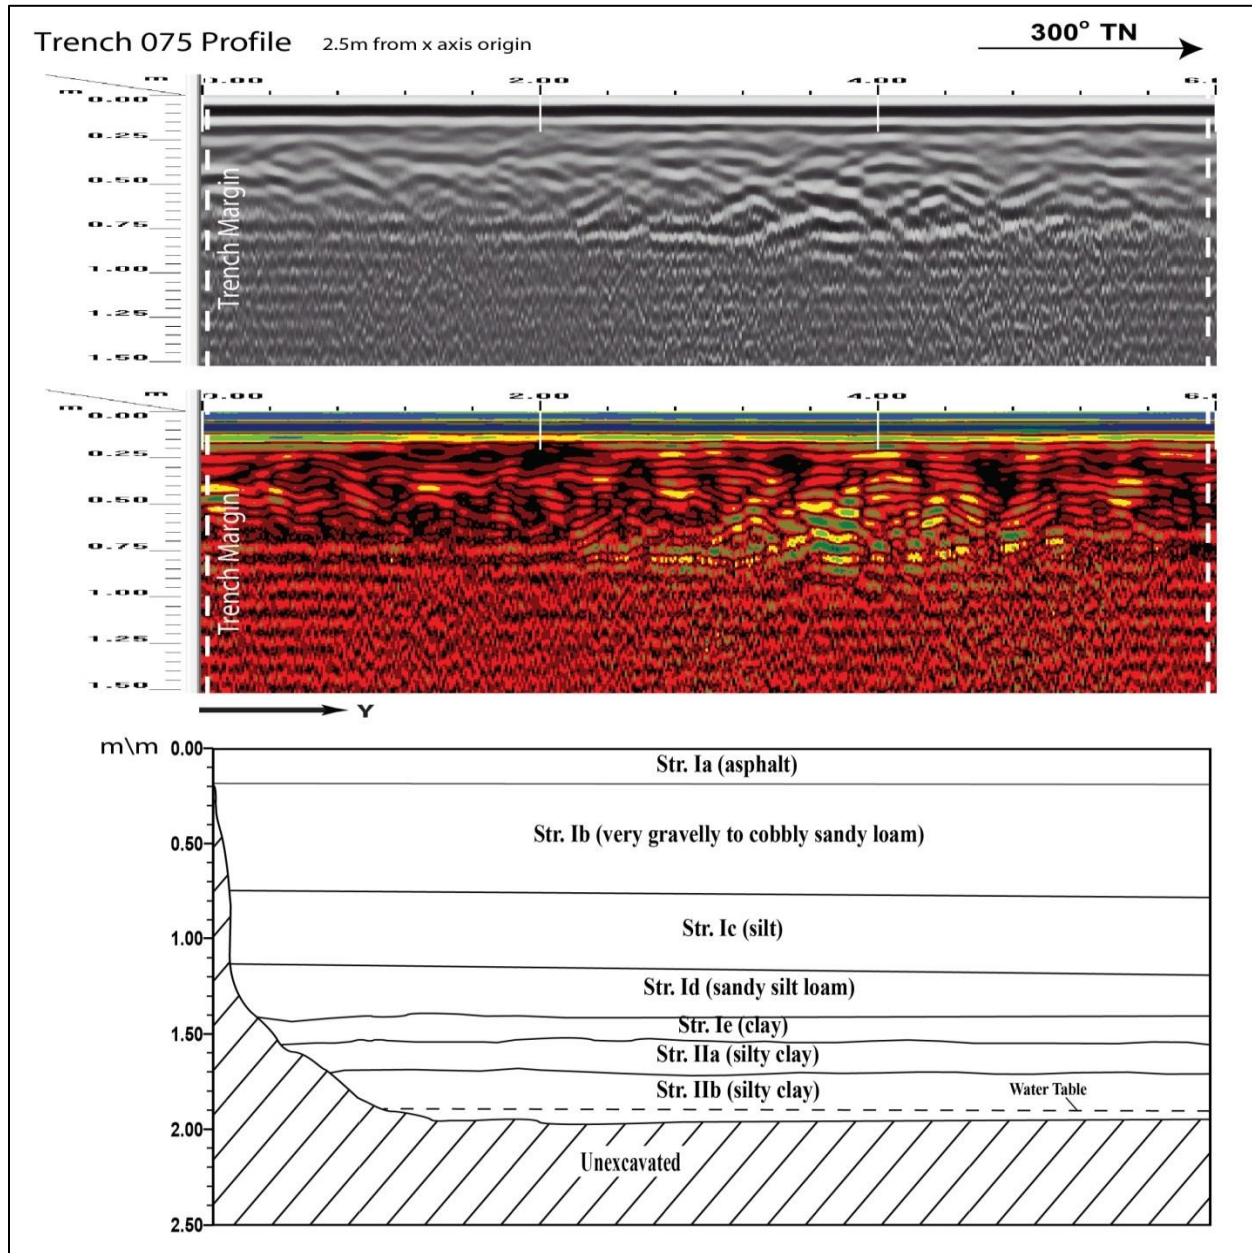 Trench 075 Profile 2.5m from x axis origin 300° TN
m 0.00 2.00 4.00
m
0.00
0.25
0.50
0.75
1.00
1.25
1.50
Trench Margin
m 0.00 2.00 4.00
m
0.00
0.25
0.50
0.75
1.00
1.25
1.50
Trench Margin
Y
m\m 0.00
Str. Ia (asphalt)
Str. Ib (very gravelly to cobbly sandy loam)
0.50
Str. Ic (silt)
1.00
Str. Id (sandy silt loam)
Str. Ie (clay)
1.50
Str. IIa (silty clay)
Str. IIb (silty clay) Water Table
2.00
Unexcavated
2.50